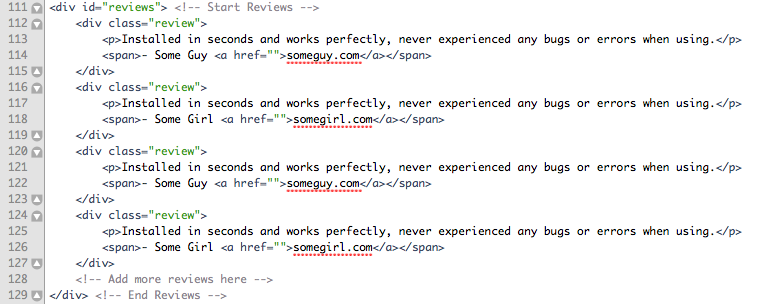 111 <div id="reviews"> <!-- Start Reviews -->
112 <div class="review">
113 <p>Installed in seconds and works perfectly, never experienced any bugs or errors when using.</p>
114 <span>- Some Guy <a href="">someguy.com</a></span>
115 </div>
116 <div class="review">
117 <p>Installed in seconds and works perfectly, never experienced any bugs or errors when using.</p>
118 <span>- Some Girl <a href="">somegirl.com</a></span>
119 </div>
120 <div class="review">
121 <p>Installed in seconds and works perfectly, never experienced any bugs or errors when using.</p>
122 <span>- Some Guy <a href="">someguy.com</a></span>
123 </div>
124 <div class="review">
125 <p>Installed in seconds and works perfectly, never experienced any bugs or errors when using.</p>
126 <span>- Some Girl <a href="">somegirl.com</a></span>
127 </div>
128 <!-- Add more reviews here -->
129 </div> <!-- End Reviews -->